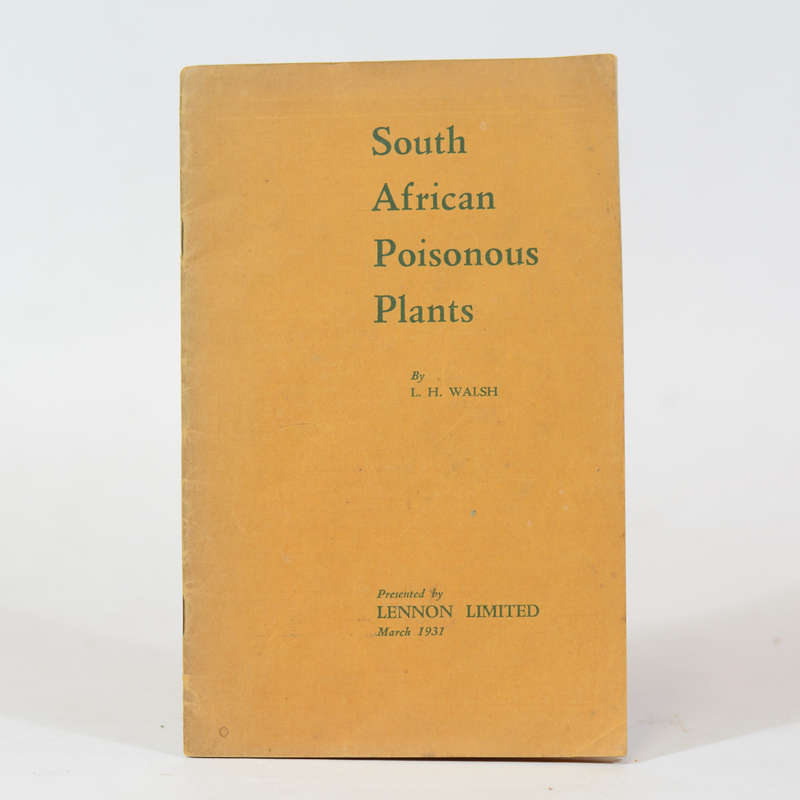 South
African
Poisonous
Plants
By
L. H. WALSH
Presented by
LENNON LIMITED
March 1931